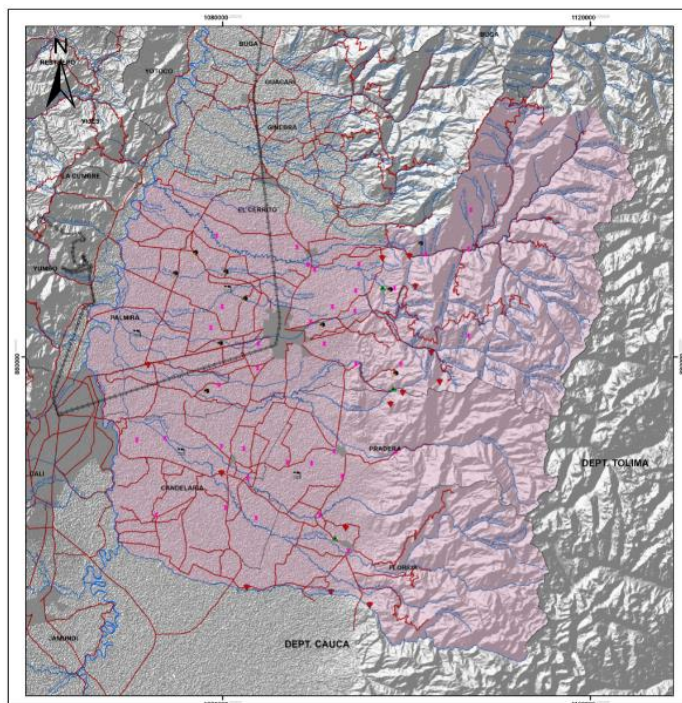 1080000
1120000
N
BUGA
BUGA
RESTREPO
YOTOCO
GUACARI
VIJES
GINEBRA
LA CUMBRE
EL CERRITO
YUMBO
PALMIRA
PRADERA
DEPT. TOLIMA
CALI
CANDELARIA
FLORIDA
JAMUNDI
DEPT. CAUCA